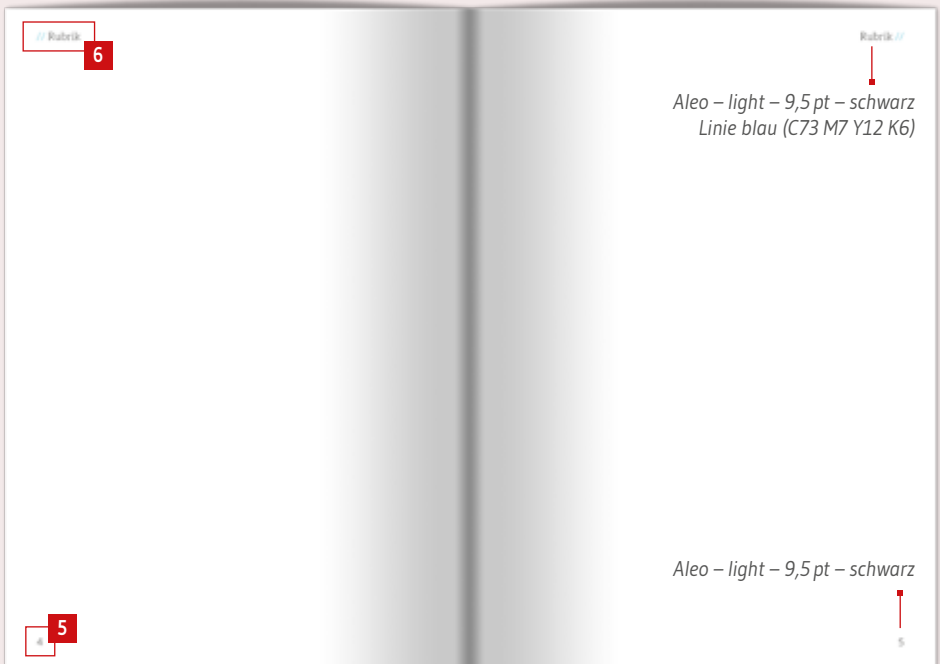 // Rubrik
6
Rubrik //
Aleo – light – 9,5 pt – schwarz
Linie blau (C73 M7 Y12 K6)
Aleo – light – 9,5 pt – schwarz
5
4
5